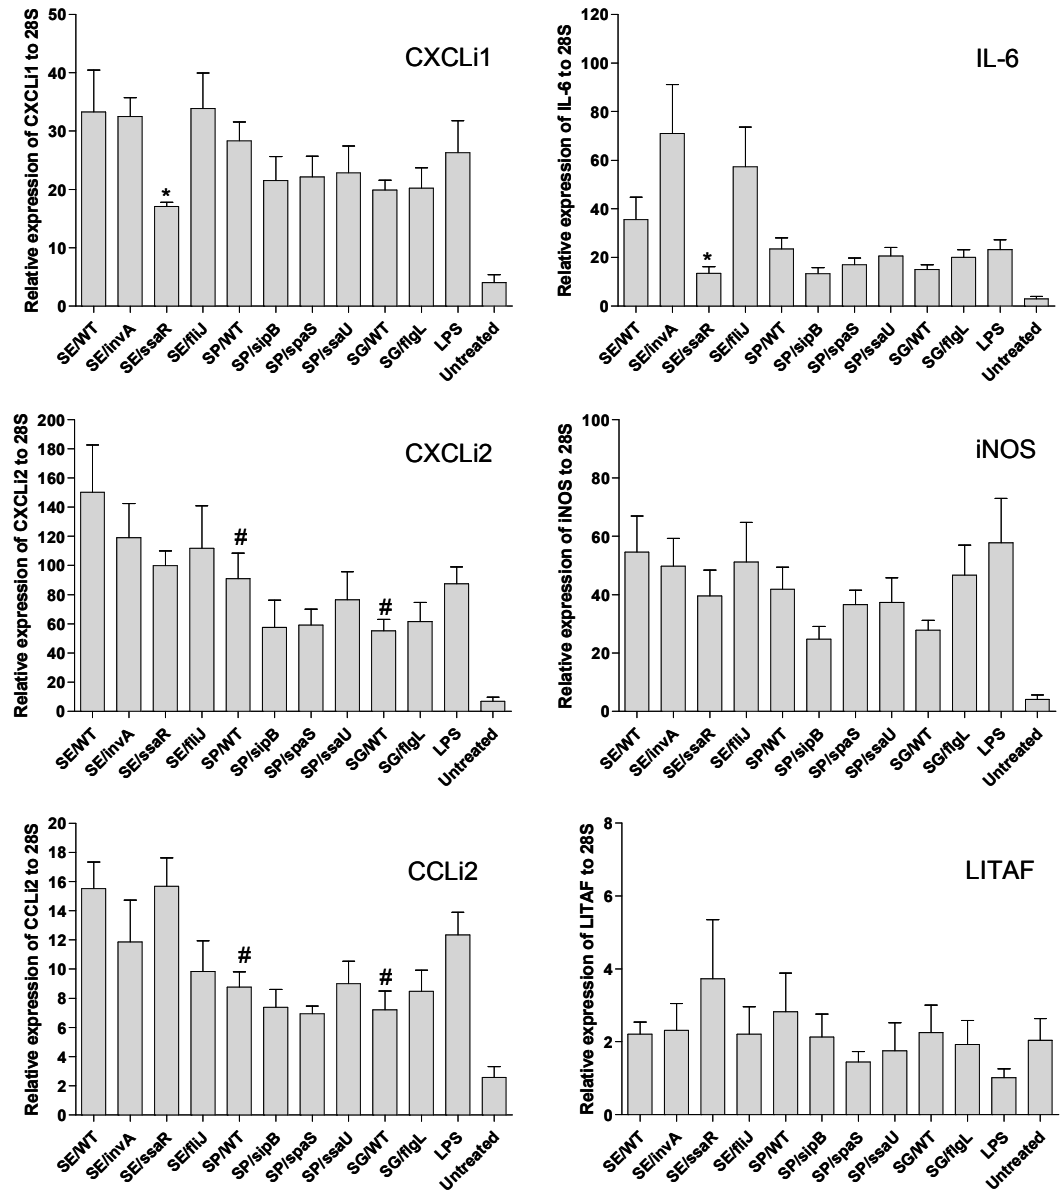 Relative expression of CXCLi1 to 28S
50
40
30
20
10
0
CXCLi1
*
SE/WT
SE/invA
SE/ssaR
SE/fliJ
SP/WT
SP/sipB
SP/spaS
SP/ssaU
SG/WT
SG/flgL
LPS
Untreated
Relative expression of IL-6 to 28S
120
100
80
60
40
20
0
IL-6
*
SE/WT
SE/invA
SE/ssaR
SE/fliJ
SP/WT
SP/sipB
SP/spaS
SP/ssaU
SG/WT
SG/flgL
LPS
Untreated
Relative expression of CXCLi2 to 28S
200
180
160
140
120
100
80
60
40
20
0
CXCLi2
#
#
SE/WT
SE/invA
SE/ssaR
SE/fliJ
SP/WT
SP/sipB
SP/spaS
SP/ssaU
SG/WT
SG/flgL
LPS
Untreated
Relative expression of iNOS to 28S
100
80
60
40
20
0
iNOS
SE/WT
SE/invA
SE/ssaR
SE/fliJ
SP/WT
SP/sipB
SP/spaS
SP/ssaU
SG/WT
SG/flgL
LPS
Untreated
Relative expression of CCLi2 to 28S
20
18
16
14
12
10
8
6
4
2
0
CCLi2
#
#
SE/WT
SE/invA
SE/ssaR
SE/fliJ
SP/WT
SP/sipB
SP/spaS
SP/ssaU
SG/WT
SG/flgL
LPS
Untreated
Relative expression of LITAF to 28S
8
6
4
2
0
LITAF
SE/WT
SE/invA
SE/ssaR
SE/fliJ
SP/WT
SP/sipB
SP/spaS
SP/ssaU
SG/WT
SG/flgL
LPS
Untreated